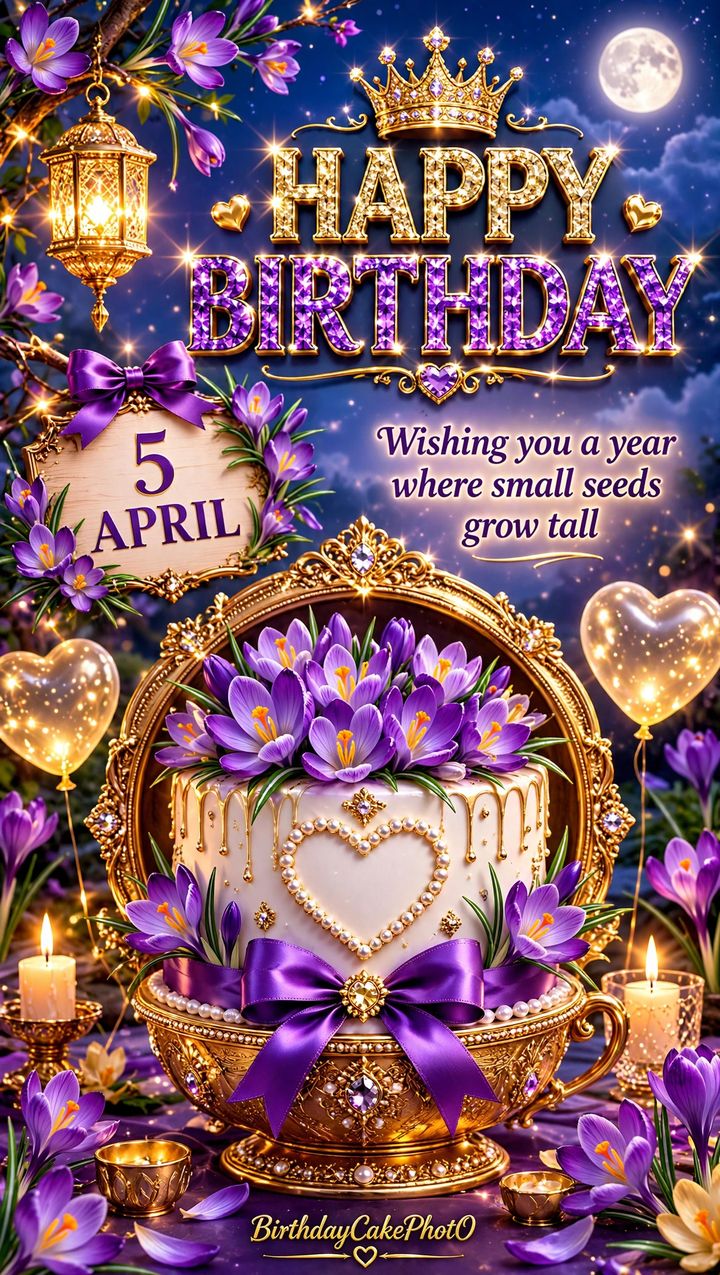 HAPPY
BIRTHDAY
5
APRIL
Wishing you a year
where small seeds
grow tall
BirthdayCakePhotO